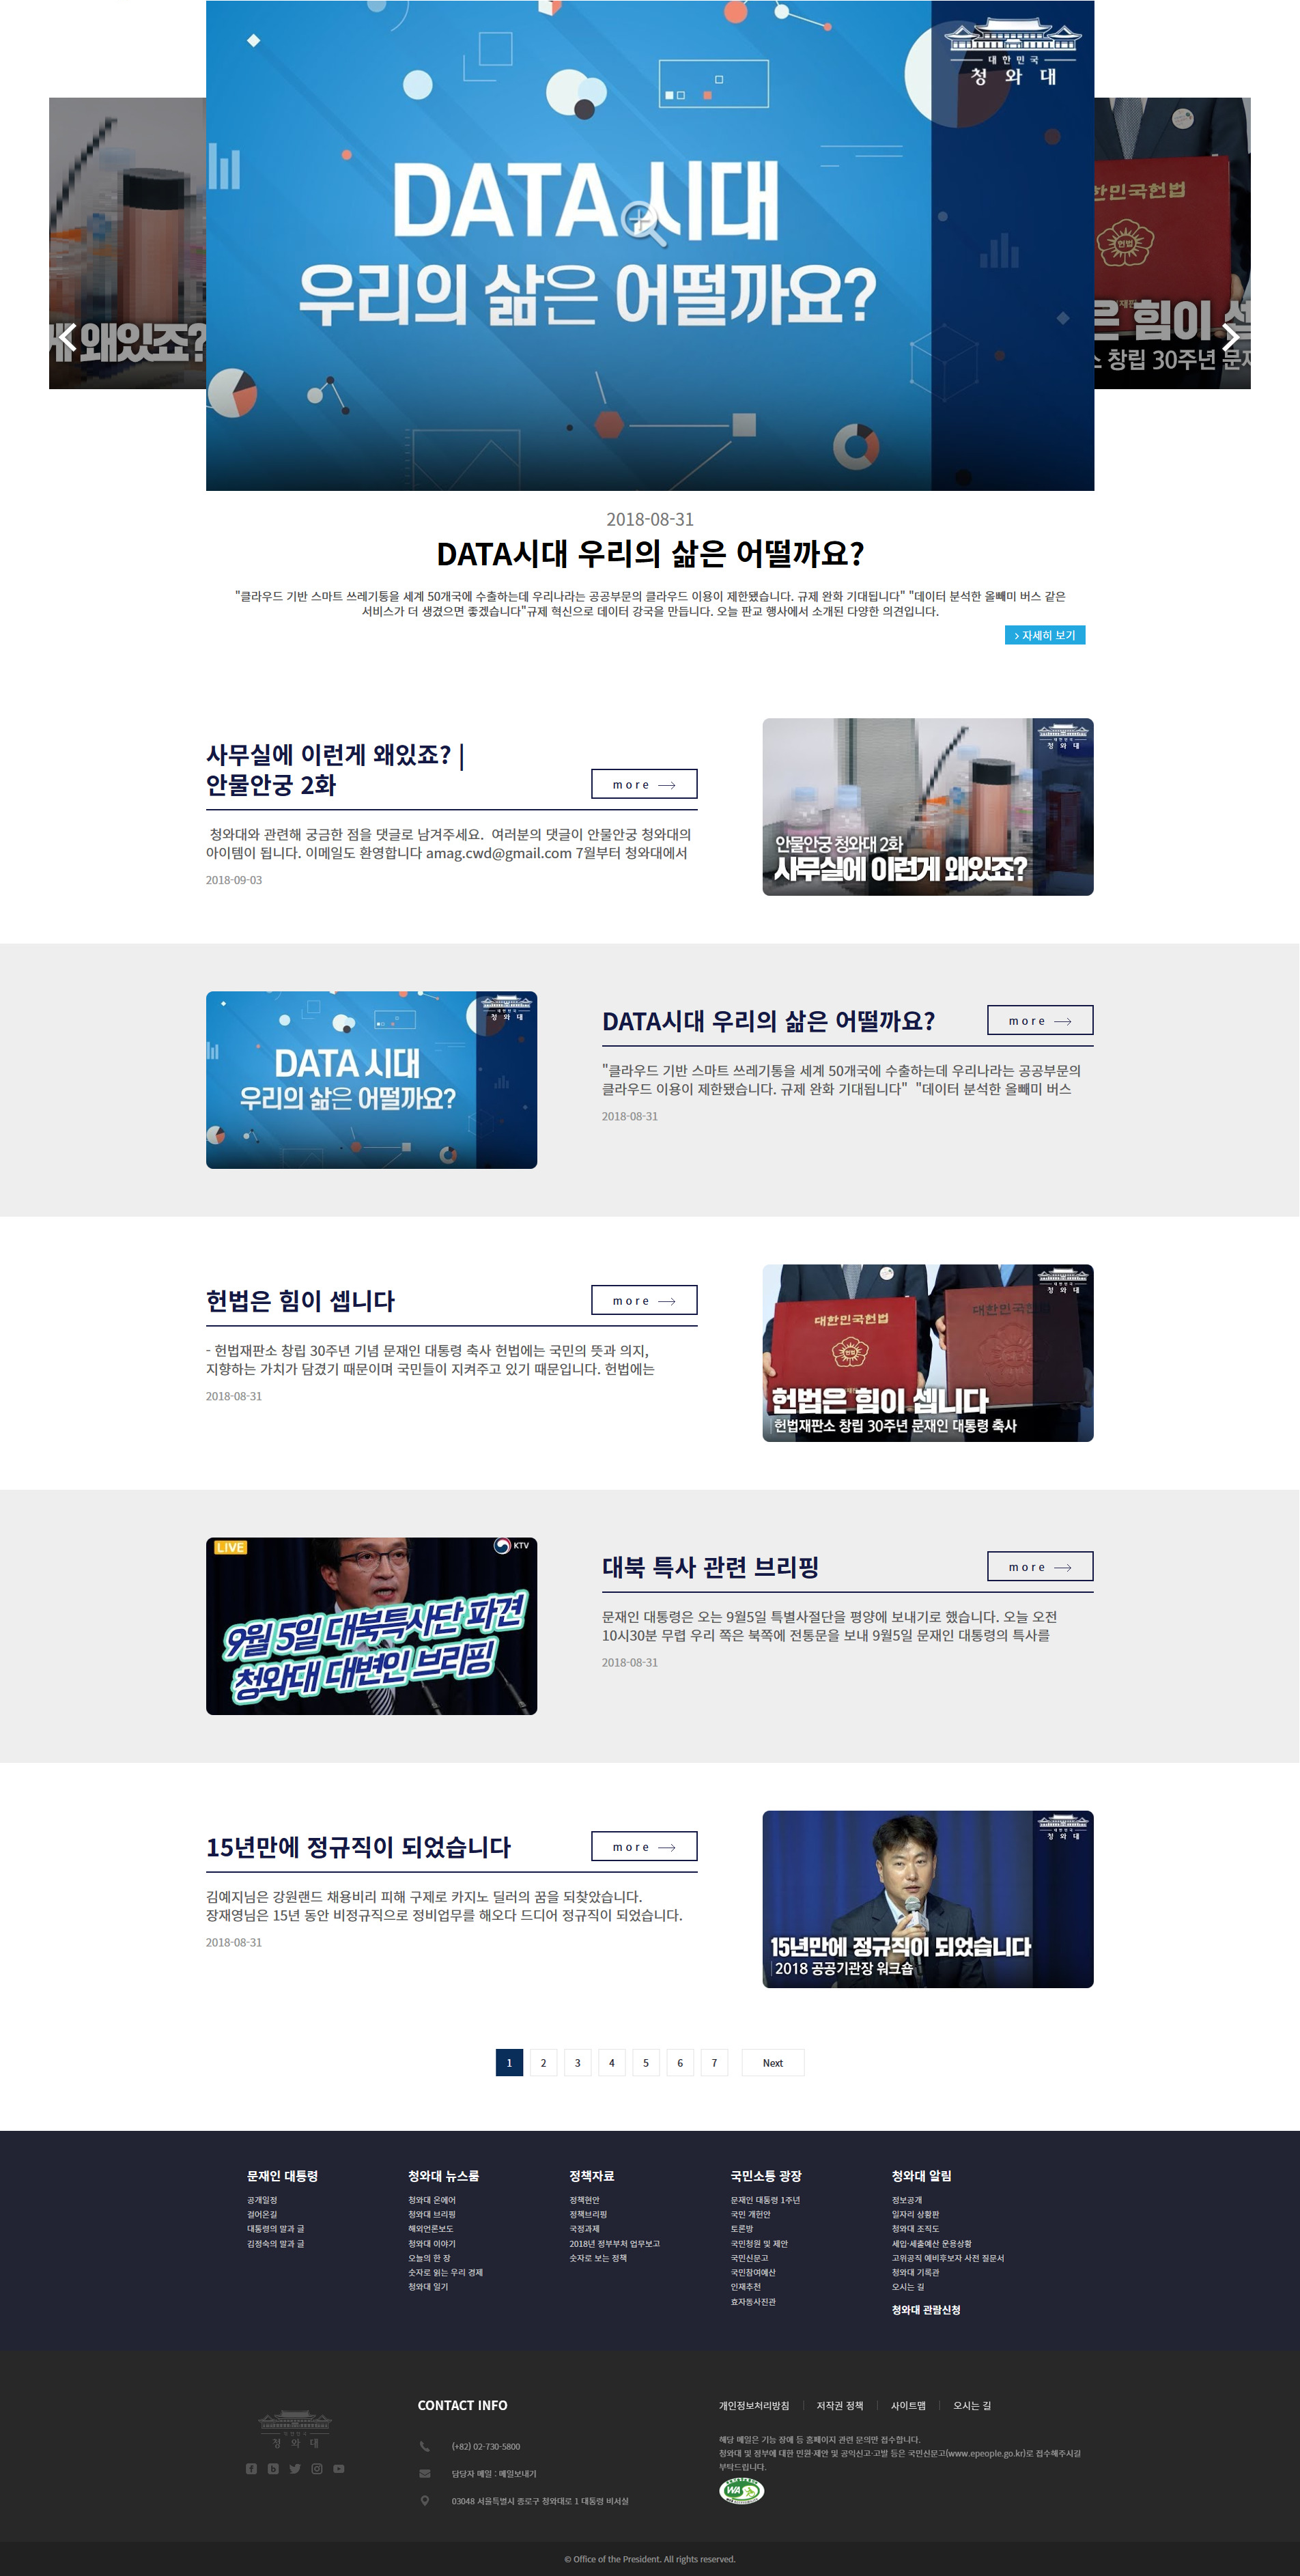 대한민국
청와대
DATA 시대
우리의 삶은 어떨까요?
게 왜있죠?
한민국헌법
헌법
은 힘이 셉
소 창립 30주년 문재
2018-08-31
DATA시대 우리의 삶은 어떨까요?
"클라우드 기반 스마트 쓰레기통을 세계 50개국에 수출하는데 우리나라는 공공부문의 클라우드 이용이 제한됐습니다. 규제 완화 기대됩니다" "데이터 분석한 올빼미 버스 같은
서비스가 더 생겼으면 좋겠습니다"규제 혁신으로 데이터 강국을 만듭니다. 오늘 판교 행사에서 소개된 다양한 의견입니다.
> 자세히 보기
사무실에 이런게 왜있죠? |
안물안궁 2화
more
청와대와 관련해 궁금한 점을 댓글로 남겨주세요. 여러분의 댓글이 안물안궁 청와대의
아이템이 됩니다. 이메일도 환영합니다 amag.cwd@gmail.com 7월부터 청와대에서
2018-09-03
대한민국
청와대
안물안궁 청와대 2화
사무실에 이런게 왜있죠?
대한민국
청와대
DATA 시대
우리의 삶은 어떨까요?
DATA시대 우리의 삶은 어떨까요?
more
"클라우드 기반 스마트 쓰레기통을 세계 50개국에 수출하는데 우리나라는 공공부문의
클라우드 이용이 제한됐습니다. 규제 완화 기대됩니다" "데이터 분석한 올빼미 버스
2018-08-31
헌법은 힘이 셉니다
more
- 헌법재판소 창립 30주년 기념 문재인 대통령 축사 헌법에는 국민의 뜻과 의지,
지향하는 가치가 담겼기 때문이며 국민들이 지켜주고 있기 때문입니다. 헌법에는
2018-08-31
대한민국
청와대
대한민국헌법
대한민국헌법
헌법
헌법은 힘이 셉니다
헌법재판소 창립 30주년 문재인 대통령 축사
LIVE
KTV
9월 5일 대북특사단 파견
청와대 대변인 브리핑
대북 특사 관련 브리핑
more
문재인 대통령은 오는 9월5일 특별사절단을 평양에 보내기로 했습니다. 오늘 오전
10시30분 무렵 우리 쪽은 북쪽에 전통문을 보내 9월5일 문재인 대통령의 특사를
2018-08-31
15년만에 정규직이 되었습니다
more
김예지님은 강원랜드 채용비리 피해 구제로 카지노 딜러의 꿈을 되찾았습니다.
장재영님은 15년 동안 비정규직으로 정비업무를 해오다 드디어 정규직이 되었습니다.
2018-08-31
대한민국
청와대
15년만에 정규직이 되었습니다
2018 공공기관장 워크숍
1 2 3 4 5 6 7 Next
문재인 대통령
공개일정
걸어온길
대통령의 말과 글
김정숙의 말과 글
청와대 뉴스룸
청와대 온에어
청와대 브리핑
해외언론보도
청와대 이야기
오늘의 한 장
숫자로 읽는 우리 경제
청와대 일기
정책자료
정책현안
정책브리핑
국정과제
2018년 정부부처 업무보고
숫자로 보는 정책
국민소통 광장
문재인 대통령 1주년
국민 개헌안
토론방
국민청원 및 제안
국민신문고
국민참여예산
인재추천
효자동사진관
청와대 알림
정보공개
일자리 상황판
청와대 조직도
세입·세출예산 운용상황
고위공직 예비후보자 사전 질문서
청와대 기록관
오시는 길
청와대 관람신청
대한민국
청와대
CONTACT INFO
(+82) 02-730-5800
담당자 메일 : 메일보내기
03048 서울특별시 종로구 청와대로 1 대통령 비서실
개인정보처리방침 저작권 정책 사이트맵 오시는 길
해당 메일은 기능 장애 등 홈페이지 관련 문의만 접수합니다.
청와대 및 정부에 대한 민원·제안 및 공익신고·고발 등은 국민신문고(www.epeople.go.kr)로 접수해주시길
부탁드립니다.
WA
© Office of the President. All rights reserved.